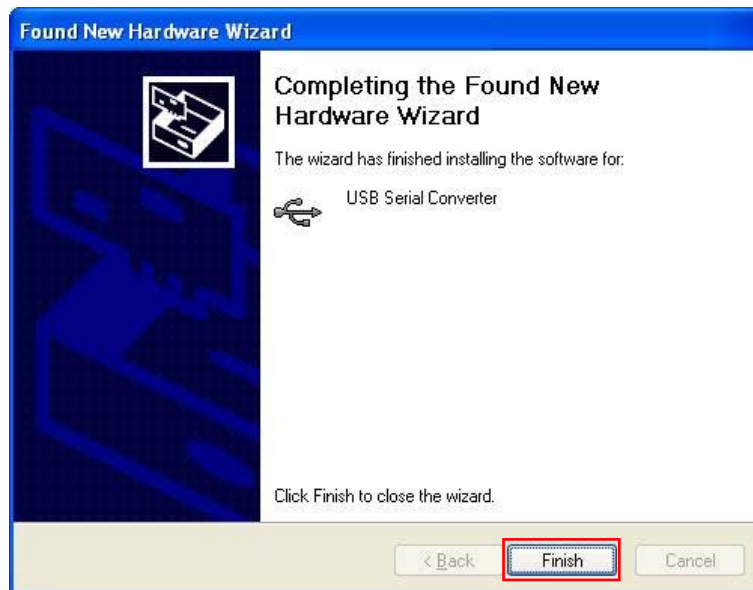 Found New Hardware Wizard
Completing the Found New
Hardware Wizard
The wizard has finished installing the software for:
USB Serial Converter
Click Finish to close the wizard.
< Back Finish Cancel